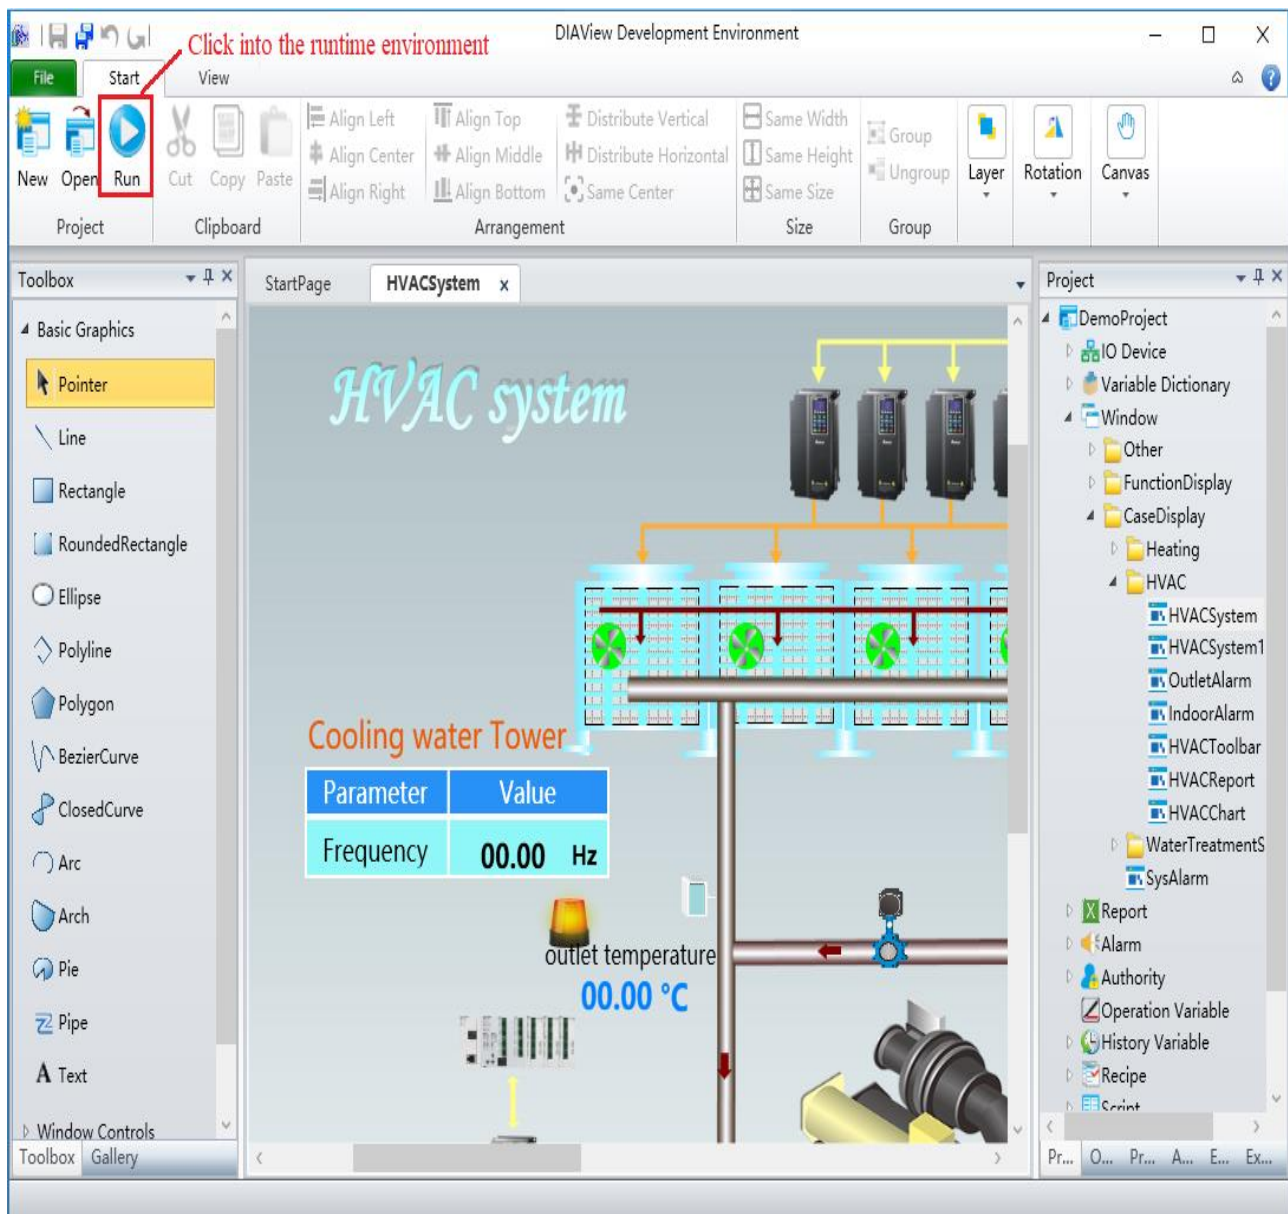 DIAView Development Environment
Click into the runtime environment
File Start View
New Open Run
Cut Copy Paste
Align Left Align Top Distribute Vertical Same Width
Align Center Align Middle Distribute Horizontal Same Height
Align Right Align Bottom Same Center Same Size
Group
Ungroup
Layer Rotation Canvas
Project Clipboard Arrangement Size Group
Toolbox
Basic Graphics
Pointer
Line
Rectangle
RoundedRectangle
Ellipse
Polyline
Polygon
BezierCurve
ClosedCurve
Arc
Arch
Pie
Pipe
A Text
Window Controls
Toolbox Gallery
StartPage HVACSystem x
HVAC system
Cooling water Tower
Parameter Value
Frequency 00.00 Hz
outlet temperature
00.00 °C
Project
DemoProject
IO Device
Variable Dictionary
Window
Other
FunctionDisplay
CaseDisplay
Heating
HVAC
HVACSystem
HVACSystem1
OutletAlarm
IndoorAlarm
HVACToolbar
HVACReport
HVACChart
WaterTreatmentS
SysAlarm
Report
Alarm
Authority
Operation Variable
History Variable
Recipe
Script
Pr... O... Pr... A... E... Ex...